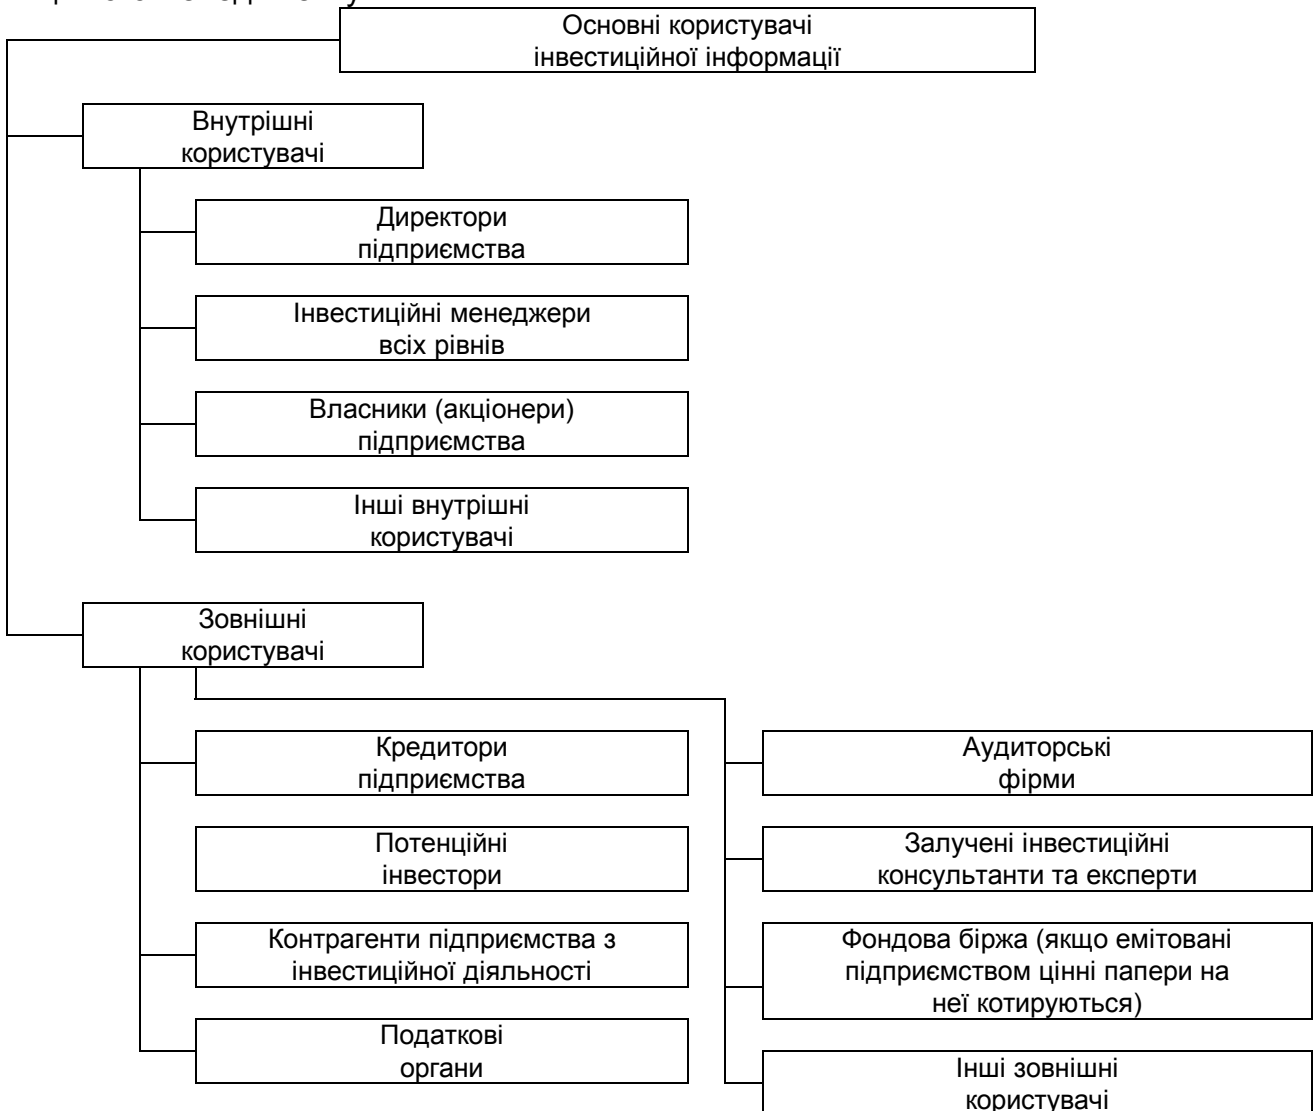 Основні користувачі
інвестиційної інформації
Внутрішні
користувачі
Директори
підприємства
Інвестиційні менеджери
всіх рівнів
Власники (акціонери)
підприємства
Інші внутрішні
користувачі
Зовнішні
користувачі
Кредитори
підприємства
Потенційні
інвестори
Контрагенти підприємства з
інвестиційної діяльності
Податкові
органи
Аудиторські
фірми
Залучені інвестиційні
консультанти та експерти
Фондова біржа (якщо емітовані
підприємством цінні папери на
неї котируються)
Інші зовнішні
користувачі